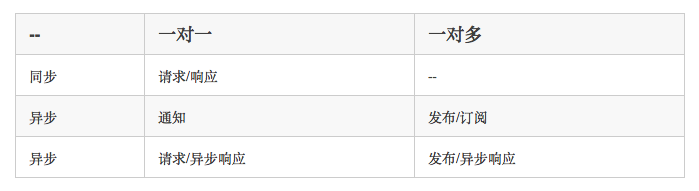 -- 一对一 一对多
同步 请求/响应 --
异步 通知 发布/订阅
异步 请求/异步响应 发布/异步响应